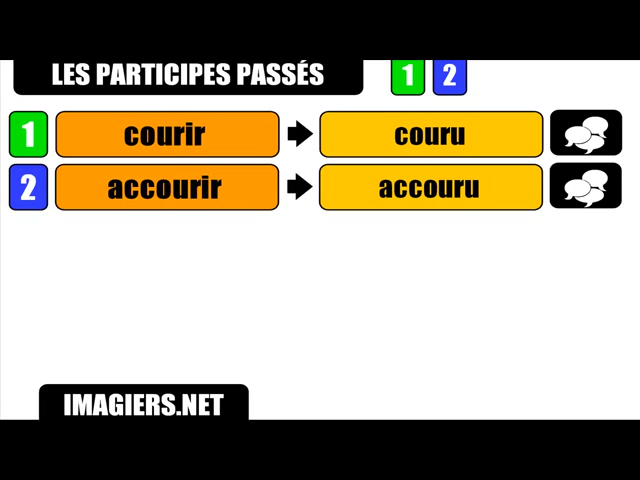 LES PARTICIPES PASSÉS 1 2
1 courir couru
2 accourir accouru
IMAGIERS.NET